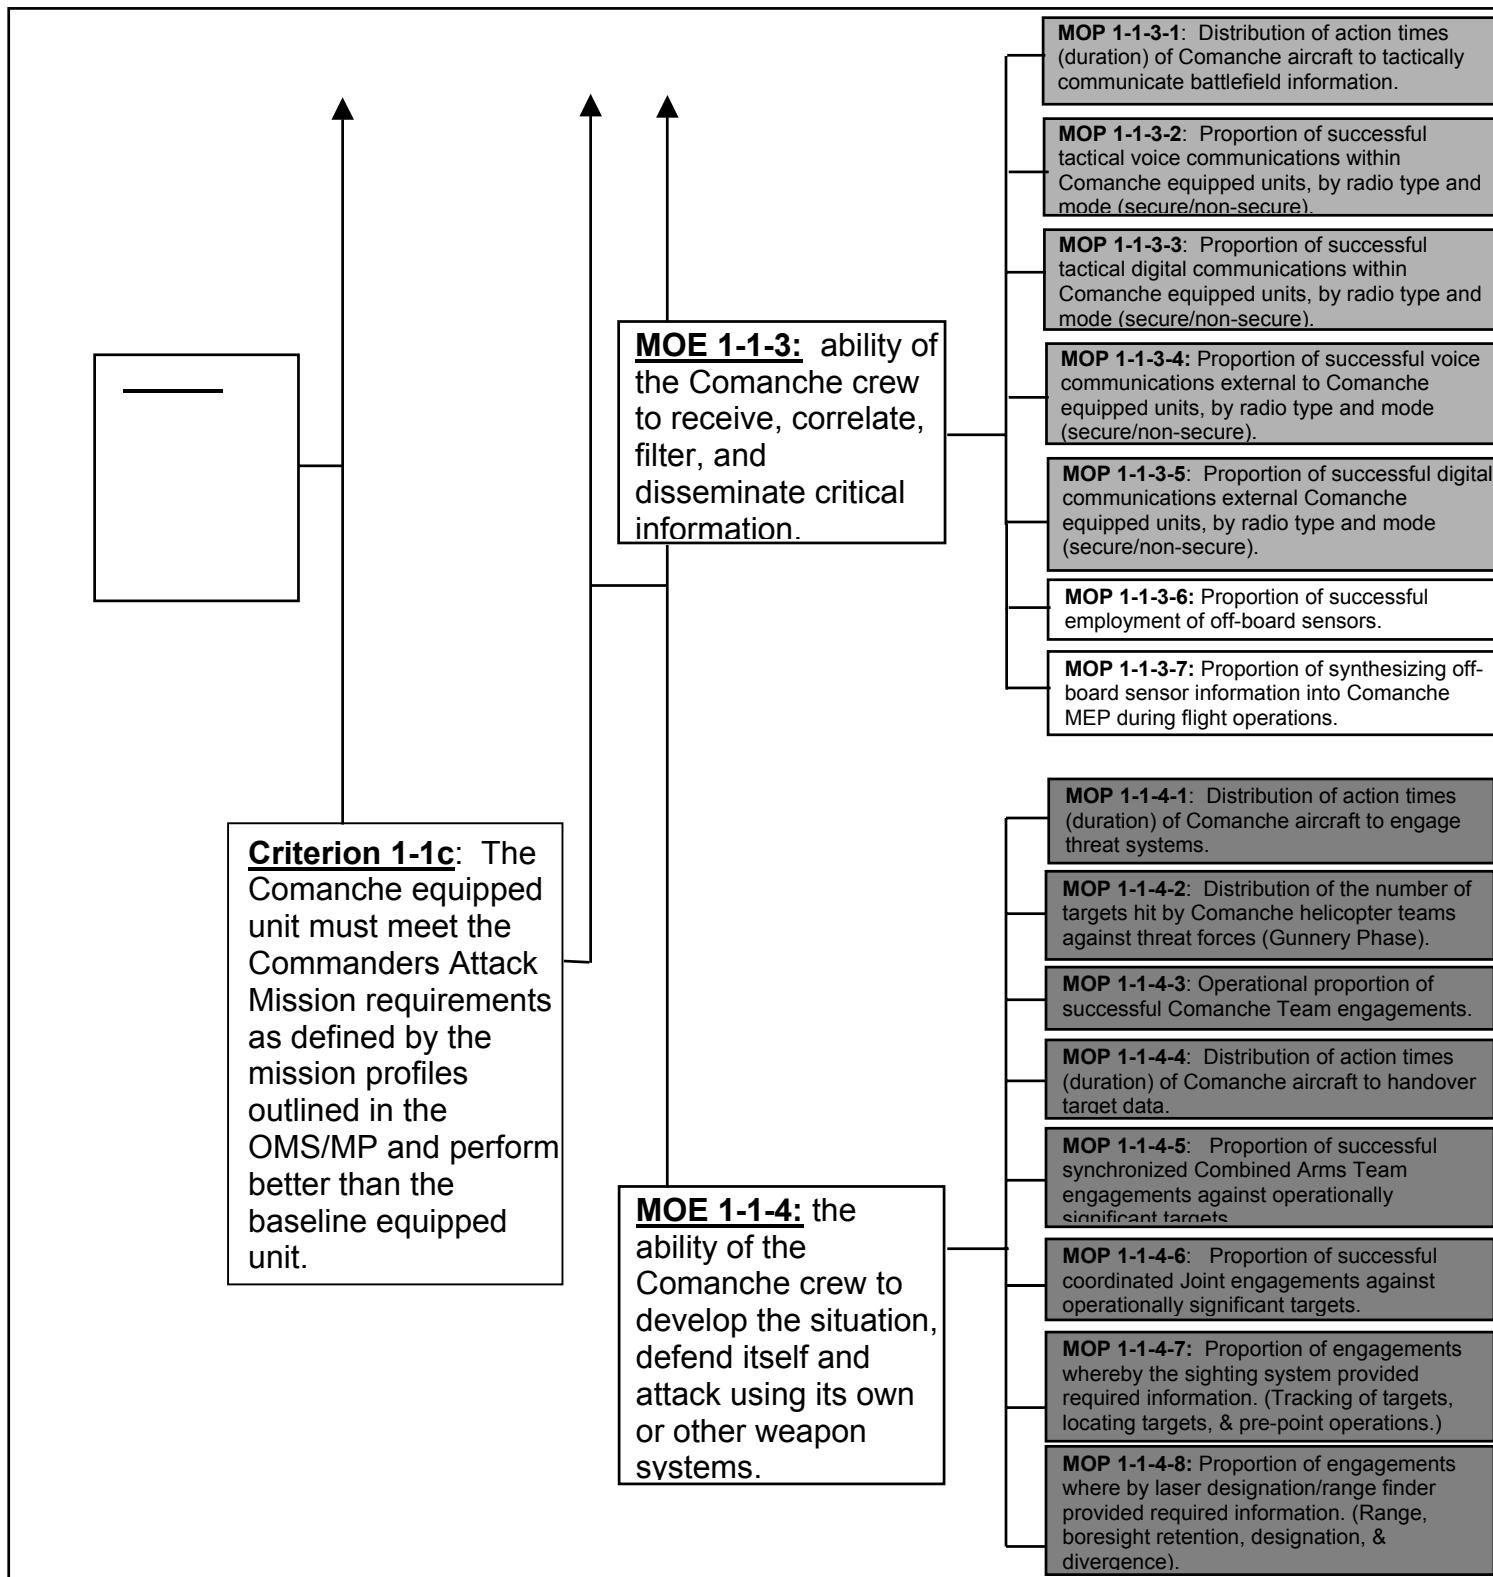 MOP 1-1-3-1: Distribution of action times
(duration) of Comanche aircraft to tactically
communicate battlefield information.
MOP 1-1-3-2: Proportion of successful
tactical voice communications within
Comanche equipped units, by radio type and
mode (secure/non-secure).
MOP 1-1-3-3: Proportion of successful
tactical digital communications within
Comanche equipped units, by radio type and
mode (secure/non-secure).
MOE 1-1-3: ability of
the Comanche crew
to receive, correlate,
filter, and
disseminate critical
information.
MOP 1-1-3-4: Proportion of successful voice
communications external to Comanche
equipped units, by radio type and mode
(secure/non-secure).
MOP 1-1-3-5: Proportion of successful digital
communications external Comanche
equipped units, by radio type and mode
(secure/non-secure).
MOP 1-1-3-6: Proportion of successful
employment of off-board sensors.
MOP 1-1-3-7: Proportion of synthesizing off-
board sensor information into Comanche
MEP during flight operations.
Criterion 1-1c: The
Comanche equipped
unit must meet the
Commanders Attack
Mission requirements
as defined by the
mission profiles
outlined in the
OMS/MP and perform
better than the
baseline equipped
unit.
MOE 1-1-4: the
ability of the
Comanche crew to
develop the situation,
defend itself and
attack using its own
or other weapon
systems.
MOP 1-1-4-1: Distribution of action times
(duration) of Comanche aircraft to engage
threat systems.
MOP 1-1-4-2: Distribution of the number of
targets hit by Comanche helicopter teams
against threat forces (Gunnery Phase).
MOP 1-1-4-3: Operational proportion of
successful Comanche Team engagements.
MOP 1-1-4-4: Distribution of action times
(duration) of Comanche aircraft to handover
target data.
MOP 1-1-4-5: Proportion of successful
synchronized Combined Arms Team
engagements against operationally
significant targets.
MOP 1-1-4-6: Proportion of successful
coordinated Joint engagements against
operationally significant targets.
MOP 1-1-4-7: Proportion of engagements
whereby the sighting system provided
required information. (Tracking of targets,
locating targets, & pre-point operations.)
MOP 1-1-4-8: Proportion of engagements
where by laser designation/range finder
provided required information. (Range,
boresight retention, designation, &
divergence).